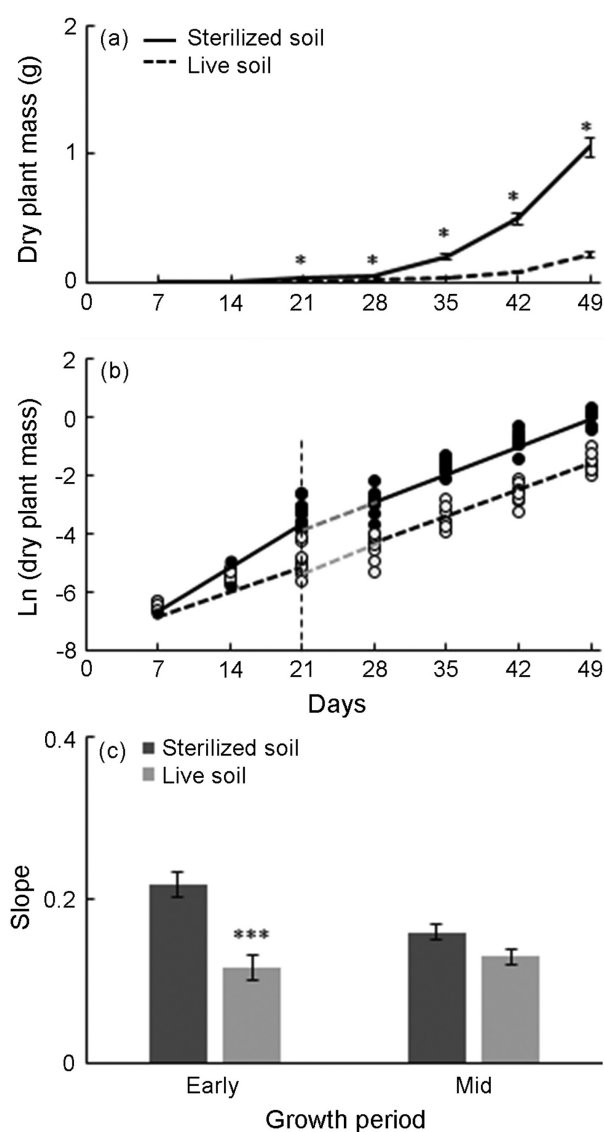 (a)
Sterilized soil
Live soil
Dry plant mass (g)
2
1
0
* * * * *
0 7 14 21 28 35 42 49
(b)
Ln (dry plant mass)
2
0
-2
-4
-6
-8
0 7 14 21 28 35 42 49
Days
(c)
Sterilized soil
Live soil
Slope
0.4
0.2
0
***
Early Mid
Growth period